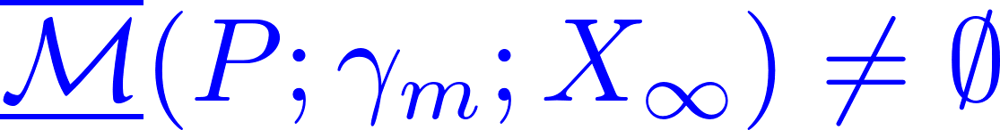 $\overline{\underline{\mathcal{M}}}(P; \gamma_m; X_\infty) \neq \emptyset$